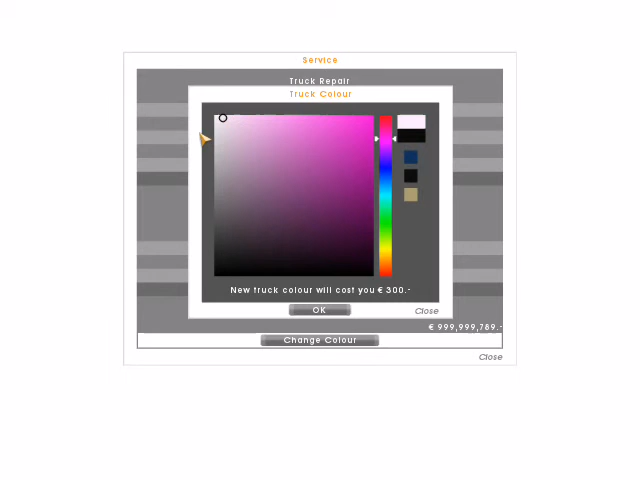 Service
Truck Repair
Truck Colour
New truck colour will cost you € 300.-
OK
Close
€ 999,999,789.-
Change Colour
Close